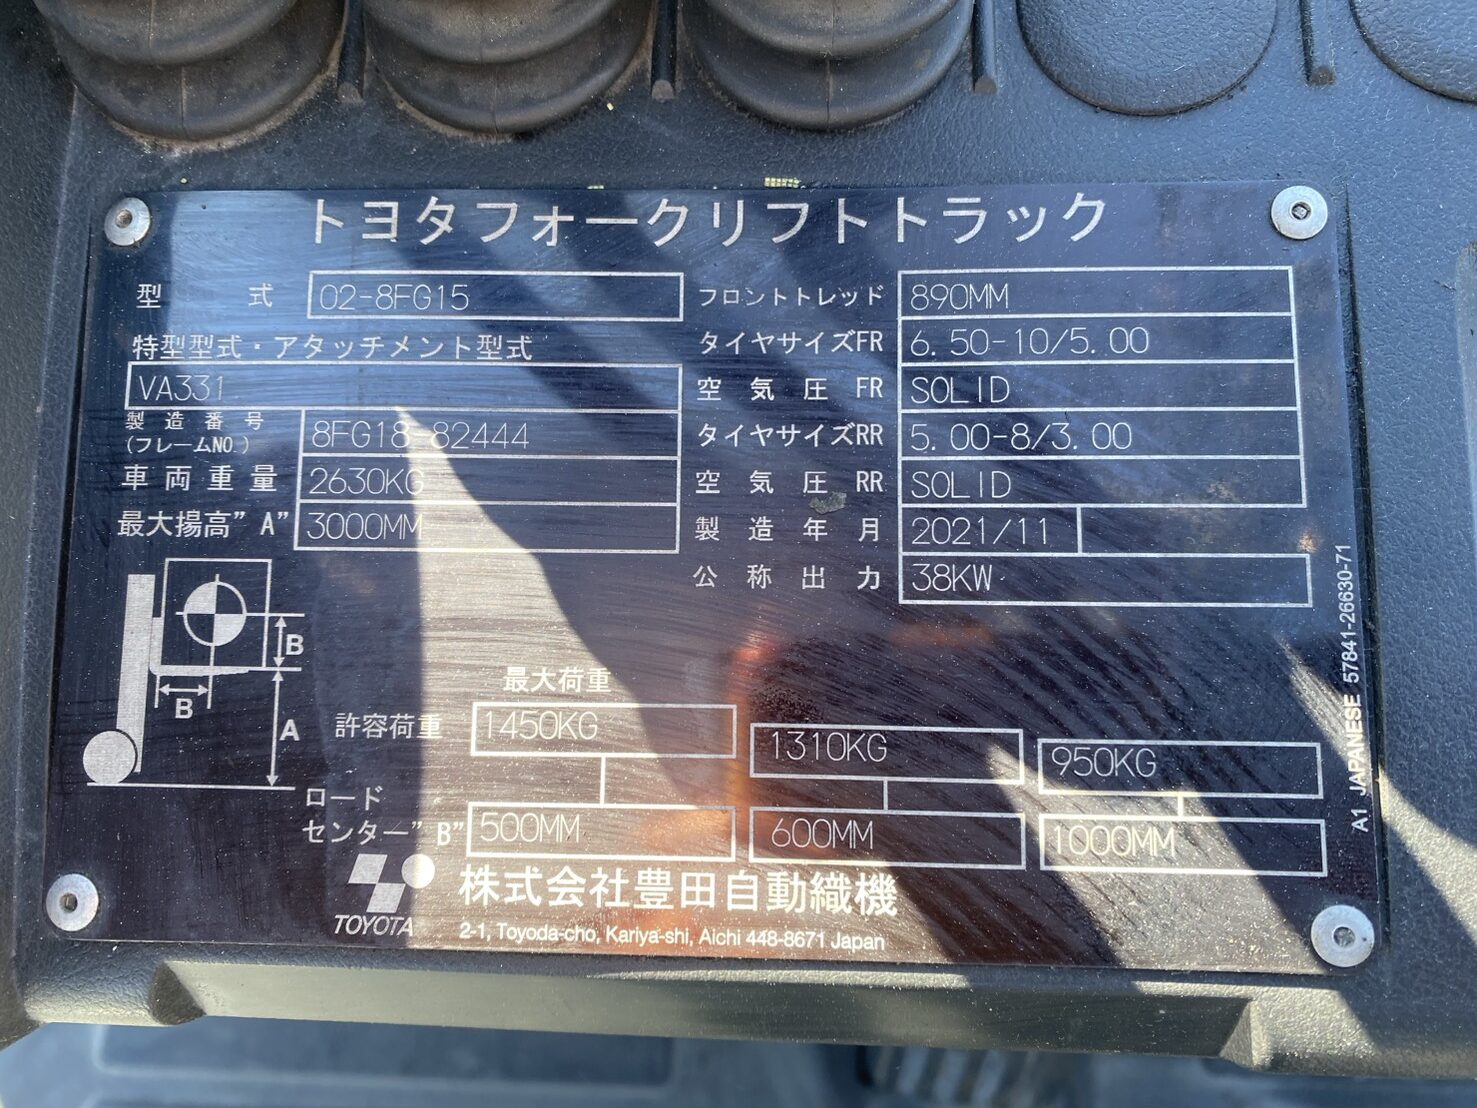 トヨタフォークリフトトラック
型 式 02-8FG15
特型型式・アタッチメント型式
VA331
製造番号
(フレームNO.) 8FG18-82444
車両重量 2630KG
最大揚高"A" 3000MM
フロントトレッド 890MM
タイヤサイズFR 6.50-10/5.00
空気圧 FR SOLID
タイヤサイズRR 5.00-8/3.00
空気圧 RR SOLID
製造年月 2021/11
公称出力 38KW
B
B
A
最大荷重
許容荷重 1450KG 1310KG 950KG
ロード
センター"B" 500MM 600MM 1000MM
TOYOTA
株式会社豊田自動織機
2-1, Toyoda-cho, Kariya-shi, Aichi 448-8671 Japan
A1 JAPANESE 57841-26630-71